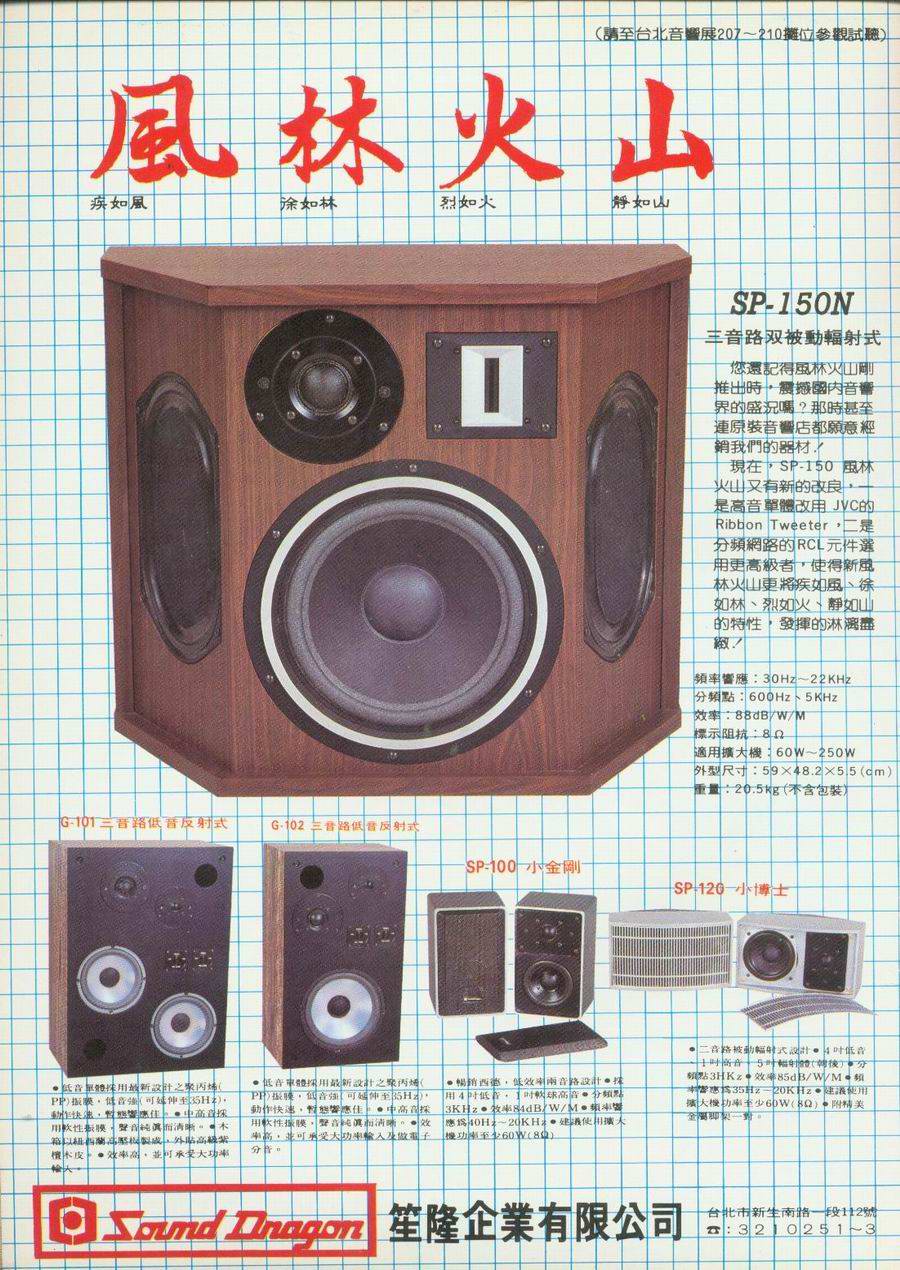 （請至台北音響展207～210攤位參觀試聽）
風林火山
疾如風 徐如林 烈如火 靜如山
SP-150N
三音路双被動輻射式
您還記得風林火山剛
推出時，震撼國內音響
界的盛況嗎？那時甚至
連原裝音響店都願意經
銷我們的器材！
現在，SP-150 風林
火山又有新的改良，一
是高音單體改用 JVC的
Ribbon Tweeter，二是
分頻網路的RCL元件選
用更高級者，使得新風
林火山更將疾如風、徐
如林、烈如火、靜如山
的特性，發揮的淋漓盡
緻！
頻率響應：30Hz～22KHz
分頻點：600Hz、5KHz
效率：88dB/W/M
標示阻抗：8Ω
適用擴大機：60W～250W
外型尺寸：59×48.2×5.5(cm)
重量：20.5kg(不含包裝)
G-101 三音路低音反射式
●低音單體採用最新設計之聚丙烯(
PP)振膜，低音強(可延伸至35Hz)，
動作快速，暫態響應佳。●中高音採
用軟性振膜，聲音純眞而清晰。●木
箱以紐西蘭高壓板製成，外貼高級紫
檀木皮。●效率高，並可承受大功率
輸入。
G-102 三音路低音反射式
●低音單體採用最新設計之聚丙烯(
PP)振膜，低音強(可延伸至35Hz)，
動作快速，暫態響應佳。●中高音採
用軟性振膜，聲音純眞而清晰。●效
率高，並可承受大功率輸入及做電子
分音。
SP-100 小金剛
●暢銷西德，低效率兩音路設計●採
用4吋低音，1吋軟球高音●分頻點
3KHz●效率84dB/W/M●頻率響
應爲40Hz～20KHz●建議使用擴大
機功率至少60W(8Ω)
SP-120 小博士
●二音路被動輻射式設計●4吋低音
1吋高音，5吋輻射體(朝後)●分
頻點3HKz●效率85dB/W/M●頻
率響應爲35Hz～20KHz●建議使用
擴大機功率至少60W(8Ω)●附精美
金屬脚架一對。
Sound Dragon
笙隆企業有限公司
台北市新生南路一段112號
☎:3210251～3